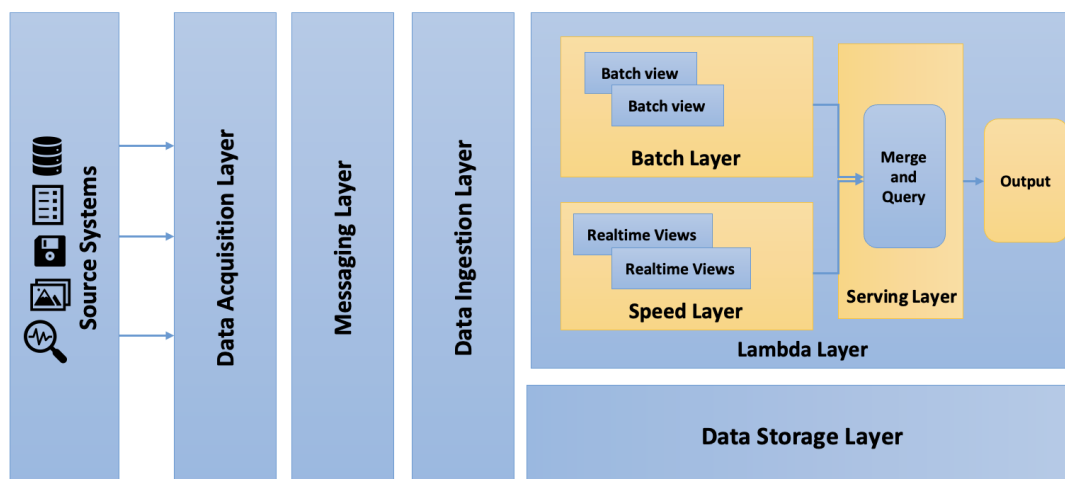 Source Systems
Data Acquisition Layer
Messaging Layer
Data Ingestion Layer
Batch view
Batch view
Batch Layer
Realtime Views
Realtime Views
Speed Layer
Merge
and
Query
Serving Layer
Output
Lambda Layer
Data Storage Layer